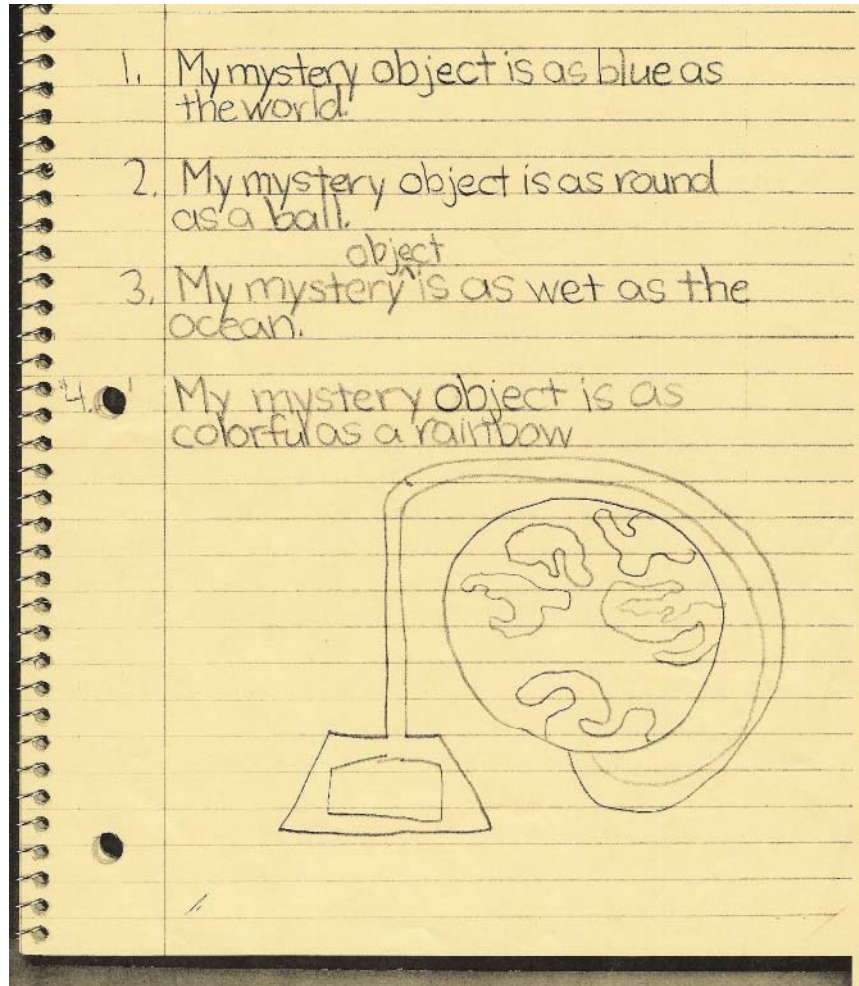 1. My mystery object is as blue as
the world.
2. My mystery object is as round
as a ball.
object
3. My mystery ^ is as wet as the
ocean.
4. My mystery object is as
colorful as a rainbow